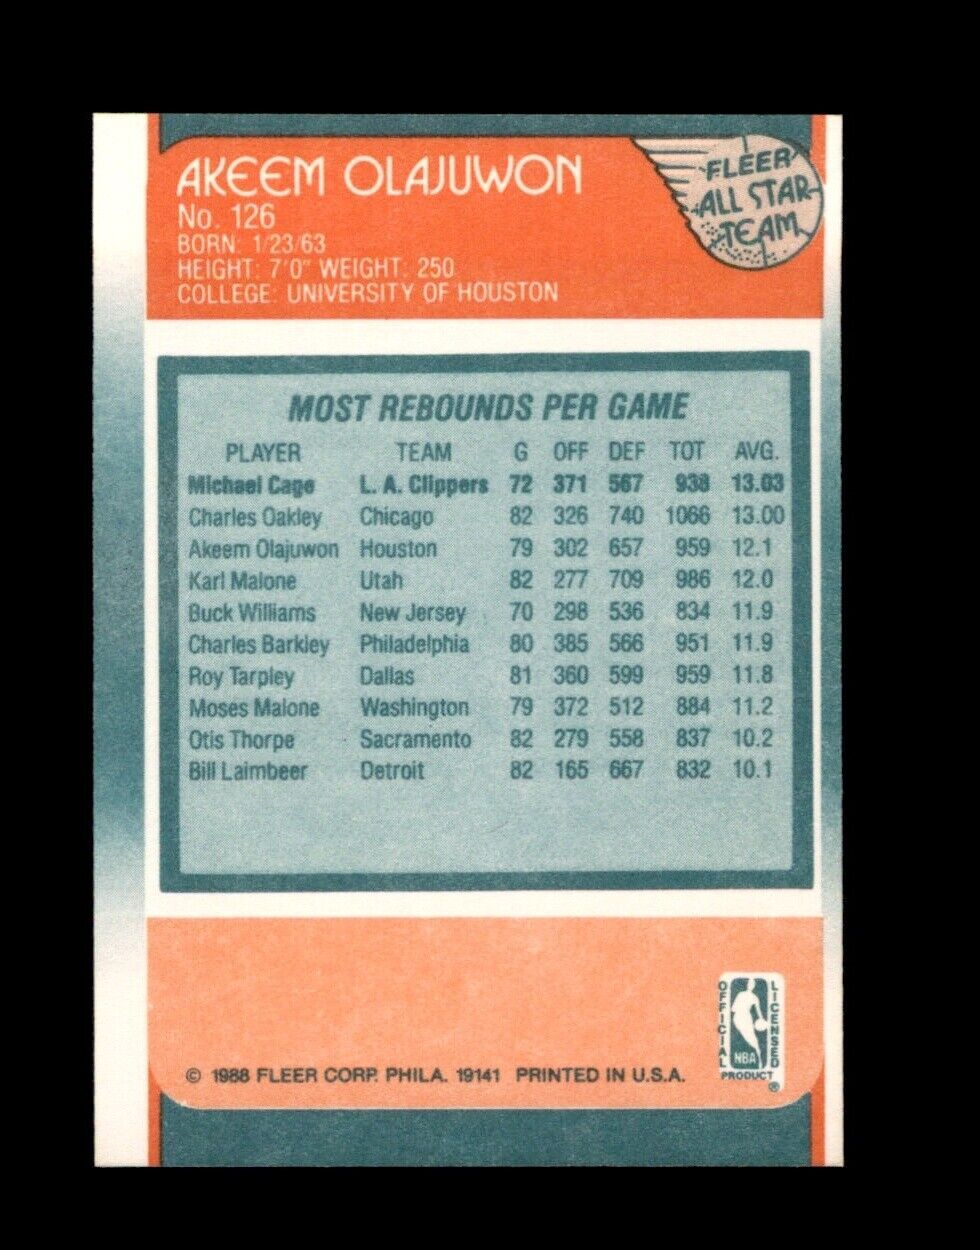 AKEEM OLAJUWON
No. 126
BORN: 1/23/63
HEIGHT: 7'0" WEIGHT: 250
COLLEGE: UNIVERSITY OF HOUSTON
FLEER
ALL STAR
TEAM
MOST REBOUNDS PER GAME
PLAYER TEAM G OFF DEF TOT AVG.
Michael Cage L. A. Clippers 72 371 567 938 13.03
Charles Oakley Chicago 82 326 740 1066 13.00
Akeem Olajuwon Houston 79 302 657 959 12.1
Karl Malone Utah 82 277 709 986 12.0
Buck Williams New Jersey 70 298 536 834 11.9
Charles Barkley Philadelphia 80 385 566 951 11.9
Roy Tarpley Dallas 81 360 599 959 11.8
Moses Malone Washington 79 372 512 884 11.2
Otis Thorpe Sacramento 82 279 558 837 10.2
Bill Laimbeer Detroit 82 165 667 832 10.1
OFFICIAL
LICENSED
NBA
PRODUCT
®
© 1988 FLEER CORP. PHILA. 19141 PRINTED IN U.S.A.